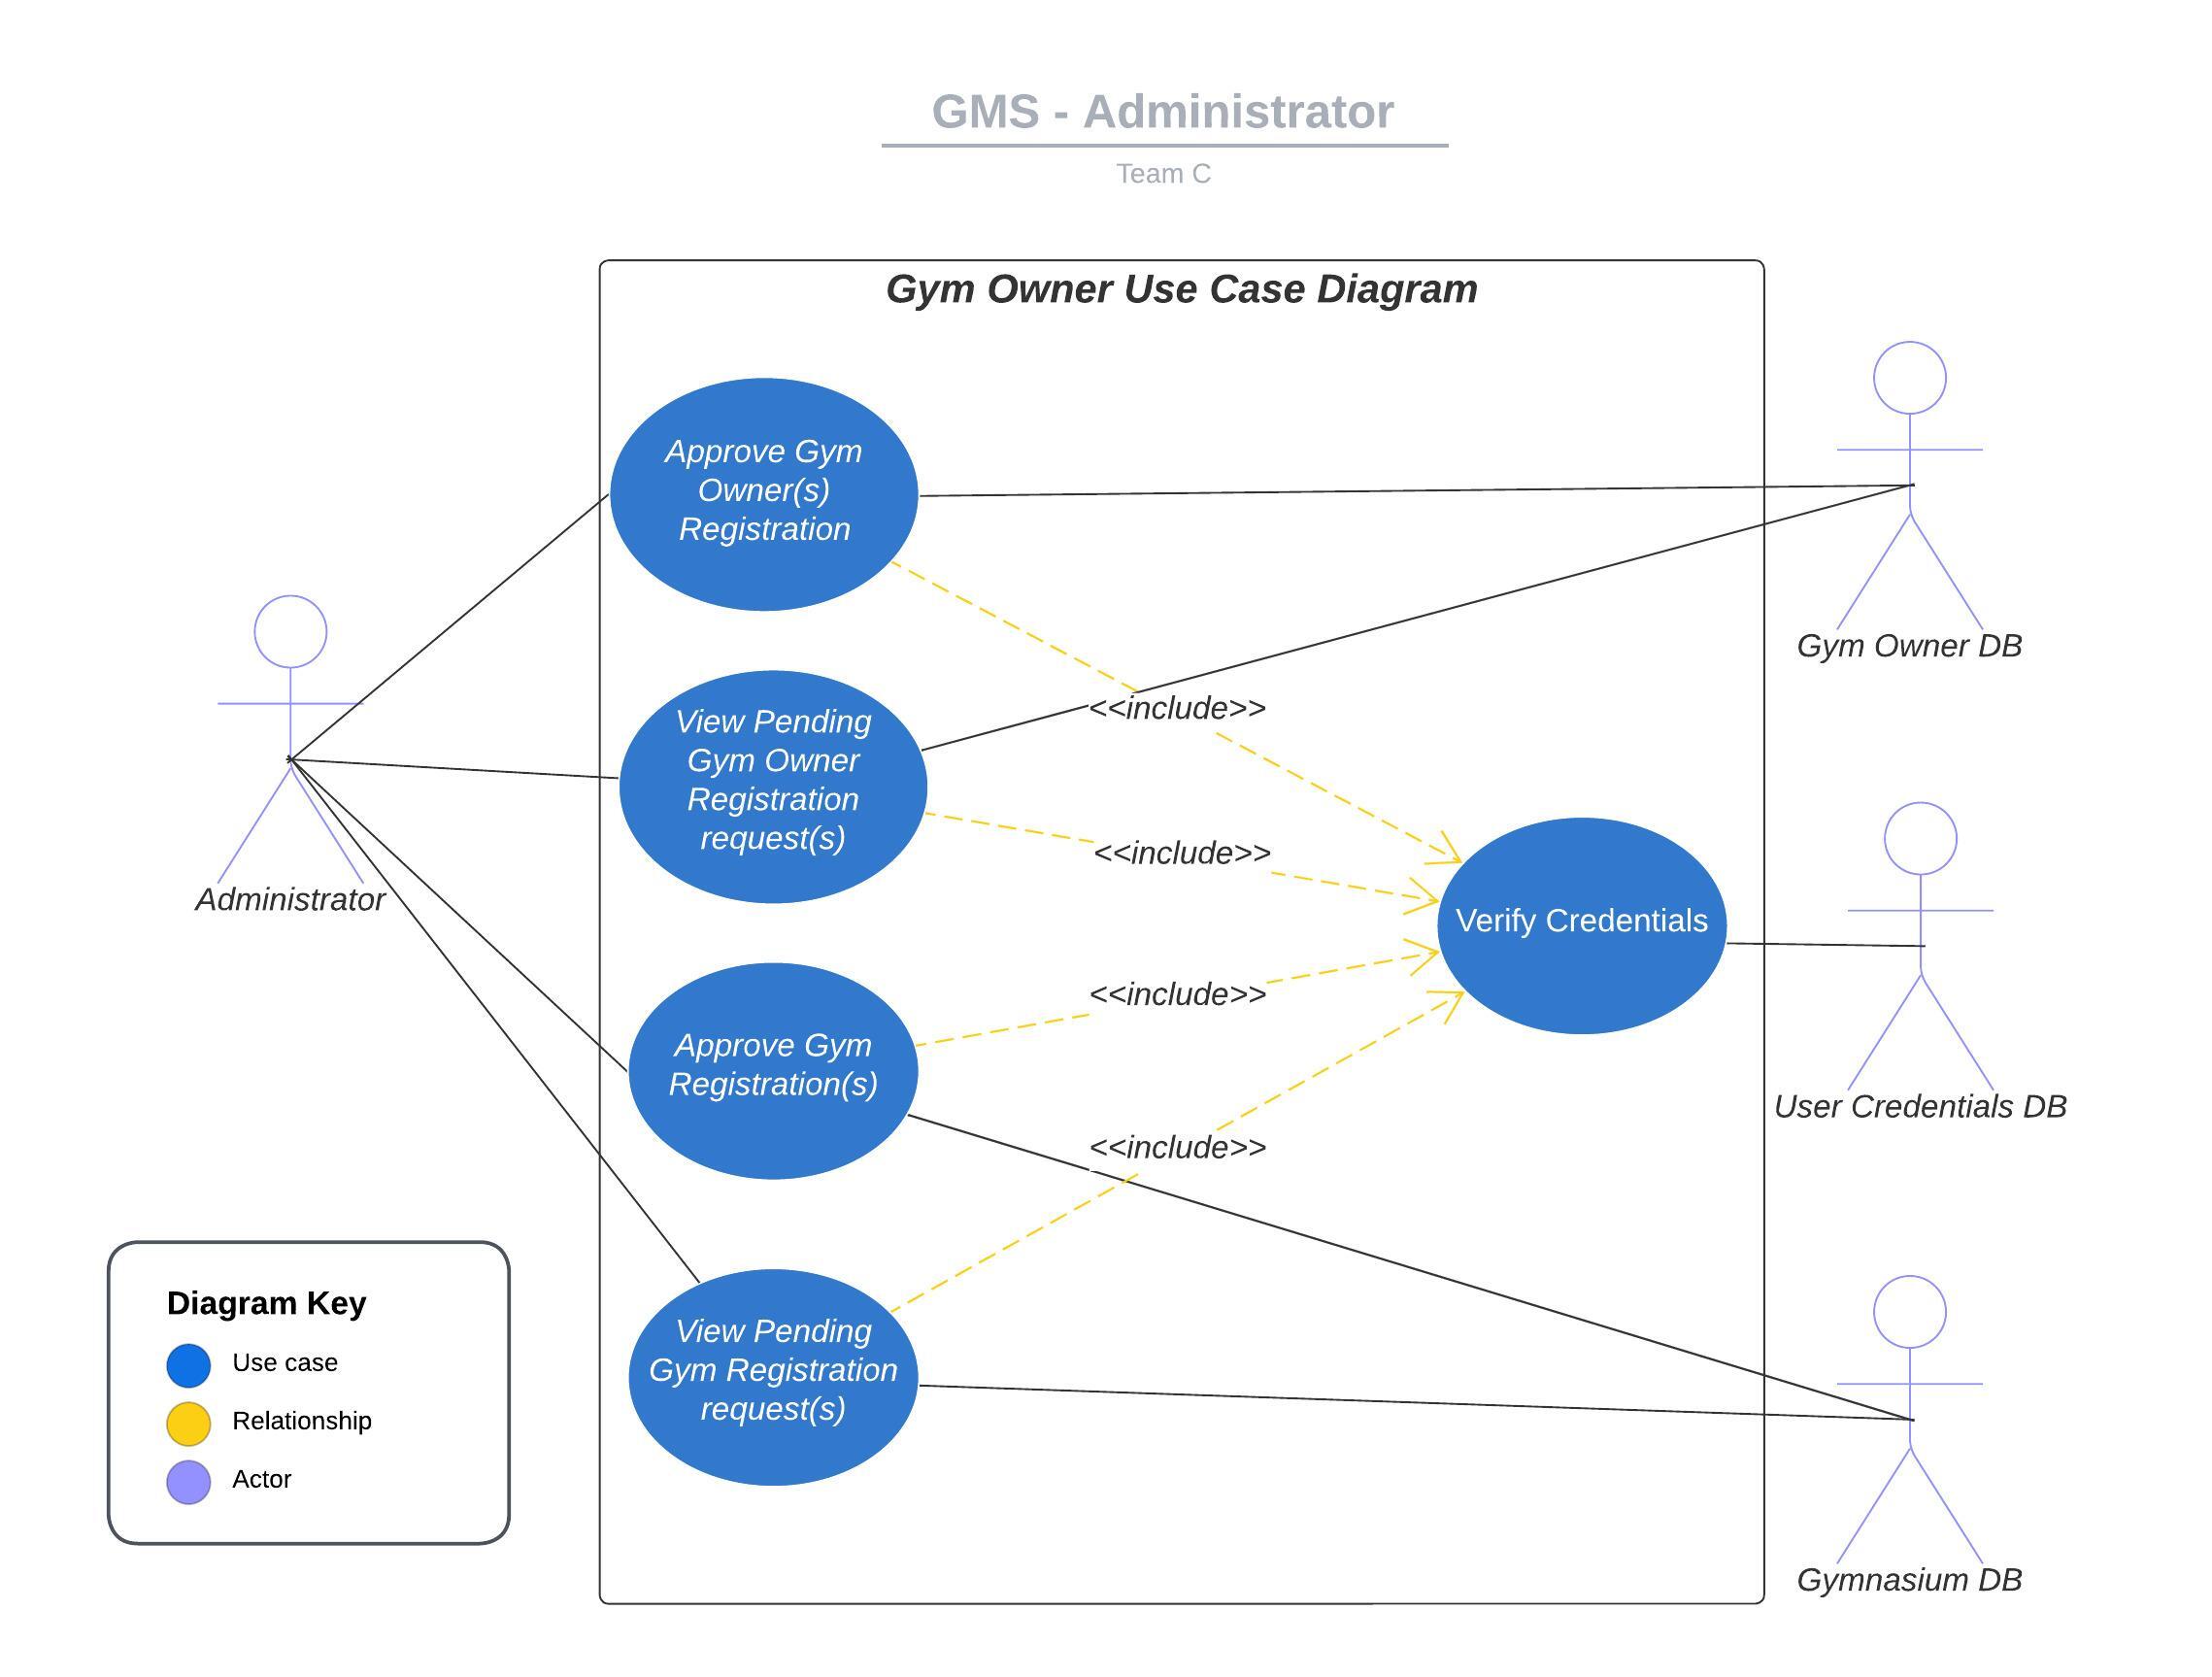 GMS - Administrator
Team C
Gym Owner Use Case Diagram
Approve Gym
Owner(s)
Registration
Gym Owner DB
<<include>>
View Pending
Gym Owner
Registration
request(s)
<<include>>
Administrator
Verify Credentials
<<include>>
Approve Gym
Registration(s)
User Credentials DB
<<include>>
View Pending
Gym Registration
request(s)
Diagram Key
Use case
Relationship
Actor
Gymnasium DB